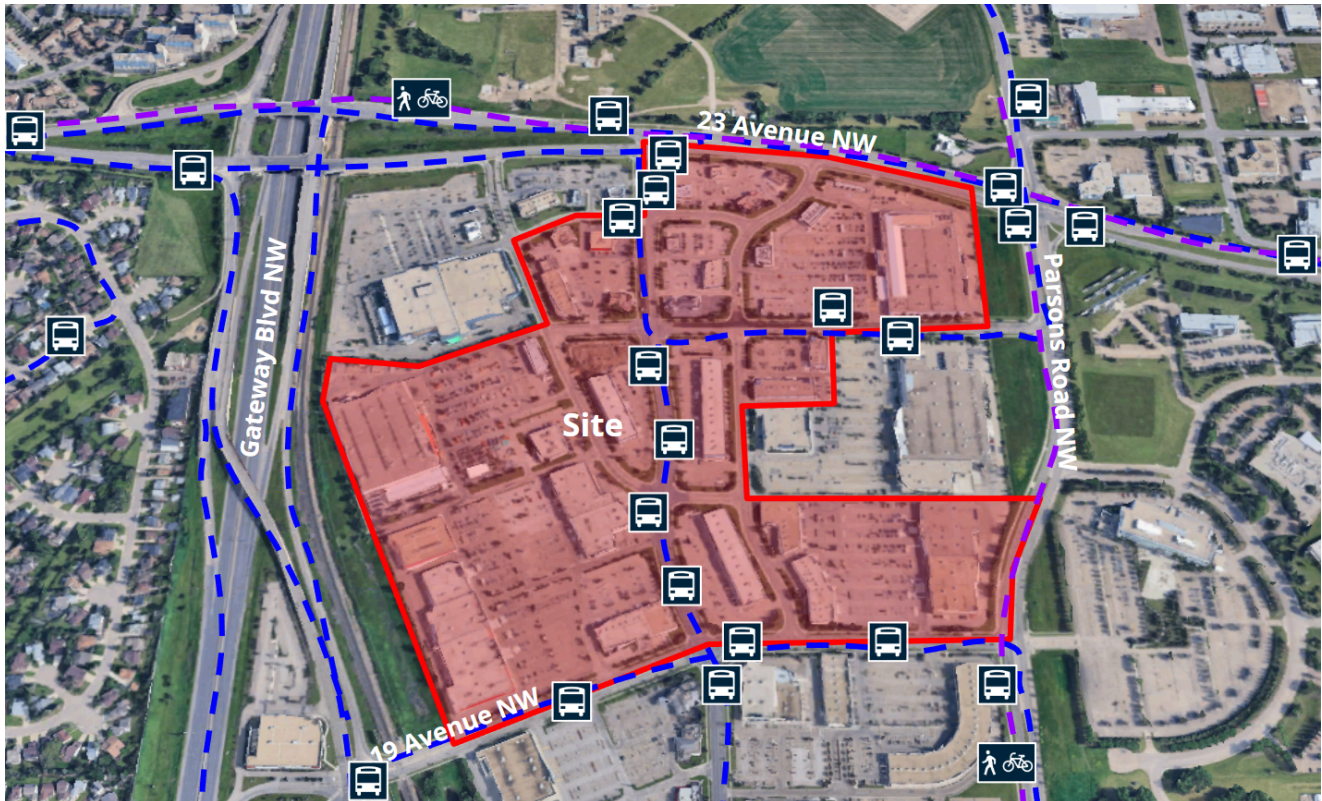 23 Avenue NW
Gateway Blvd NW
Parsons Road NW
Site
19 Avenue NW